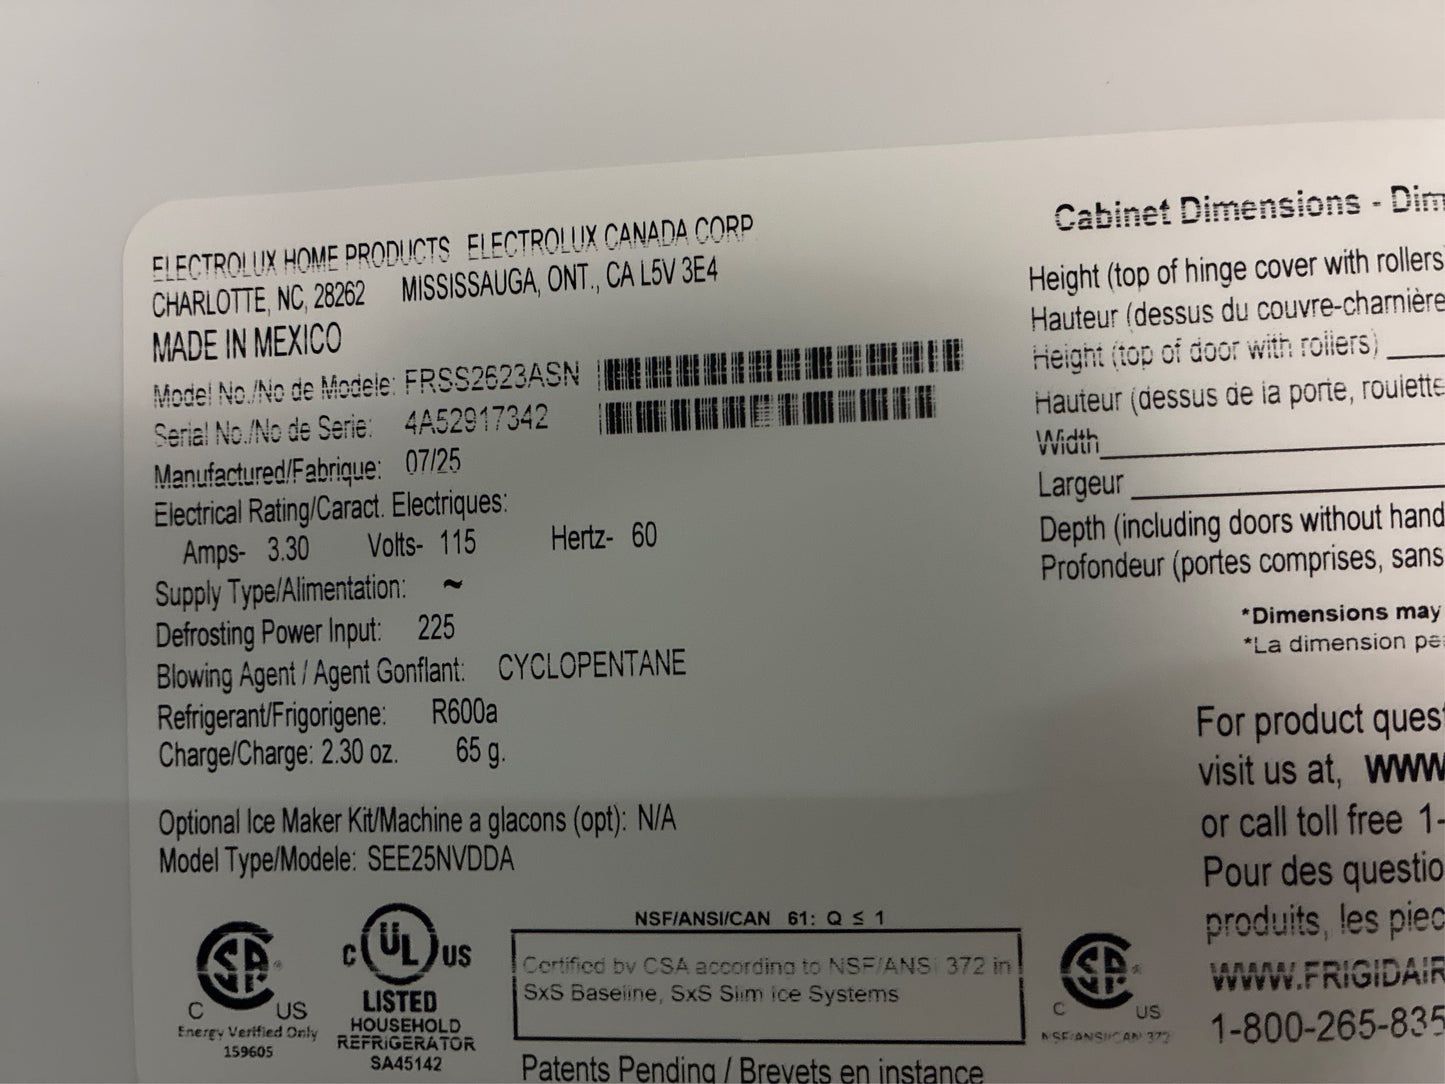 ELECTROLUX HOME PRODUCTS ELECTROLUX CANADA CORP
CHARLOTTE, NC, 28262 MISSISSAUGA, ONT., CA L5V 3E4
MADE IN MEXICO
Model No./No de Modele: FRSS2623ASN
Serial No./No de Serie: 4A52917342
Manufactured/Fabrique: 07/25
Electrical Rating/Caract. Electriques:
Amps- 3.30 Volts- 115 Hertz- 60
Supply Type/Alimentation: ~
Defrosting Power Input: 225
Blowing Agent / Agent Gonflant: CYCLOPENTANE
Refrigerant/Frigorigene: R600a
Charge/Charge: 2.30 oz. 65 g.
Optional Ice Maker Kit/Machine a glacons (opt): N/A
Model Type/Modele: SEE25NVDDA
SA®
C US
Energy Verified Only
159605
C UL US
LISTED
HOUSEHOLD
REFRIGERATOR
SA45142
NSF/ANSI/CAN 61: Q ≤ 1
Certified by CSA according to NSF/ANSI 372 in
SxS Baseline, SxS Slim Ice Systems
SA®
C US
NSF/ANSI/CAN 372
Patents Pending / Brevets en instance
Cabinet Dimensions - Dim
Height (top of hinge cover with rollers
Hauteur (dessus du couvre-charnière
Height (top of door with rollers)
Hauteur (dessus de la porte, roulette
Width
Largeur
Depth (including doors without hand
Profondeur (portes comprises, sans
*Dimensions may
*La dimension pe
For product ques
visit us at, WWW
or call toll free 1-
Pour des questio
produits, les piec
WWW.FRIGIDAIR
1-800-265-835